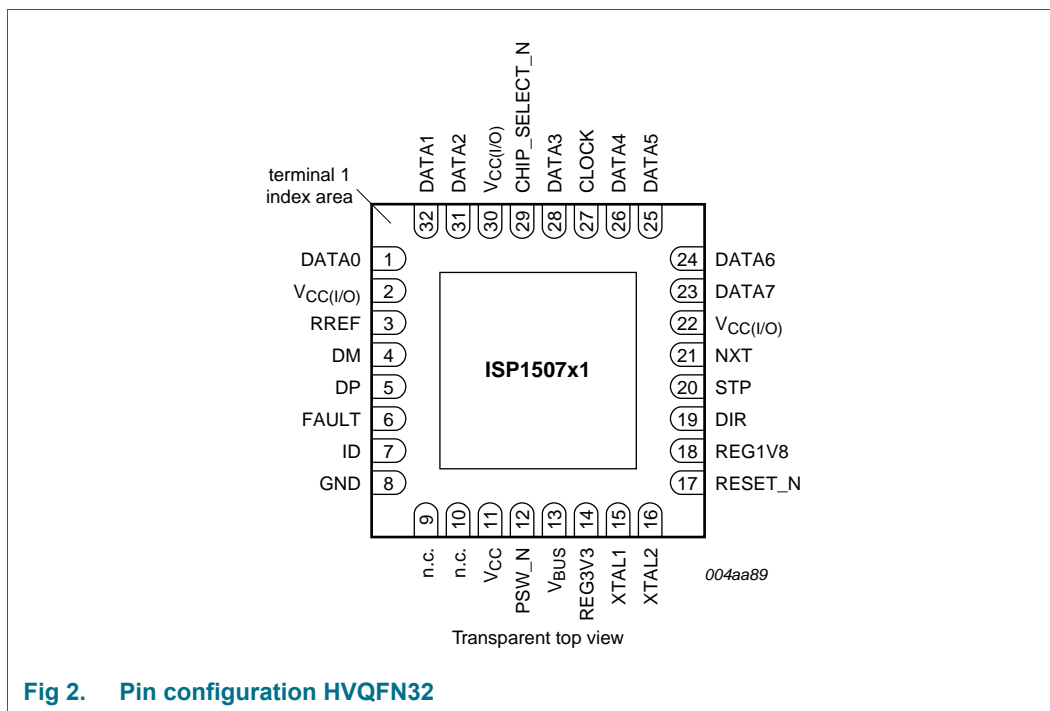 DATA1
DATA2
VCC(I/O)
CHIP_SELECT_N
DATA3
CLOCK
DATA4
DATA5
terminal 1
index area
32
31
30
29
28
27
26
25
DATA0 1
VCC(I/O) 2
RREF 3
DM 4
DP 5
FAULT 6
ID 7
GND 8
ISP1507x1
24 DATA6
23 DATA7
22 VCC(I/O)
21 NXT
20 STP
19 DIR
18 REG1V8
17 RESET_N
9
10
11
12
13
14
15
16
n.c.
n.c.
VCC
PSW_N
VBUS
REG3V3
XTAL1
XTAL2
004aa89
Transparent top view
Fig 2. Pin configuration HVQFN32